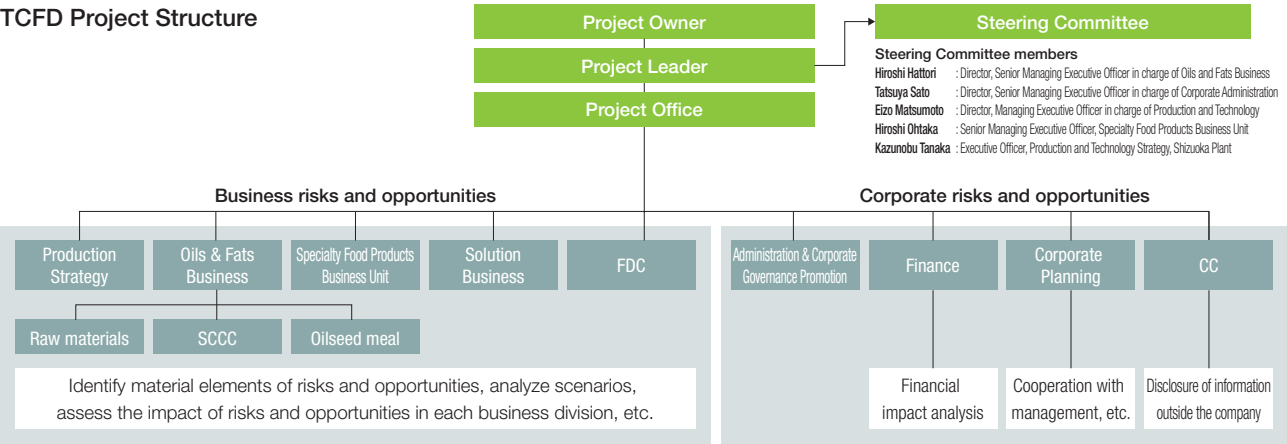 TCFD Project Structure
Project Owner
Project Leader
Project Office
Steering Committee
Steering Committee members
Hiroshi Hattori : Director, Senior Managing Executive Officer in charge of Oils and Fats Business
Tatsuya Sato : Director, Senior Managing Executive Officer in charge of Corporate Administration
Eizo Matsumoto : Director, Managing Executive Officer in charge of Production and Technology
Hiroshi Ohtaka : Senior Managing Executive Officer, Specialty Food Products Business Unit
Kazunobu Tanaka : Executive Officer, Production and Technology Strategy, Shizuoka Plant
Business risks and opportunities
Production
Strategy
Oils & Fats
Business
Specialty Food Products
Business Unit
Solution
Business
FDC
Raw materials
SCCC
Oilseed meal
Identify material elements of risks and opportunities, analyze scenarios,
assess the impact of risks and opportunities in each business division, etc.
Corporate risks and opportunities
Administration & Corporate
Governance Promotion
Finance
Corporate
Planning
CC
Financial
impact analysis
Cooperation with
management, etc.
Disclosure of information
outside the company